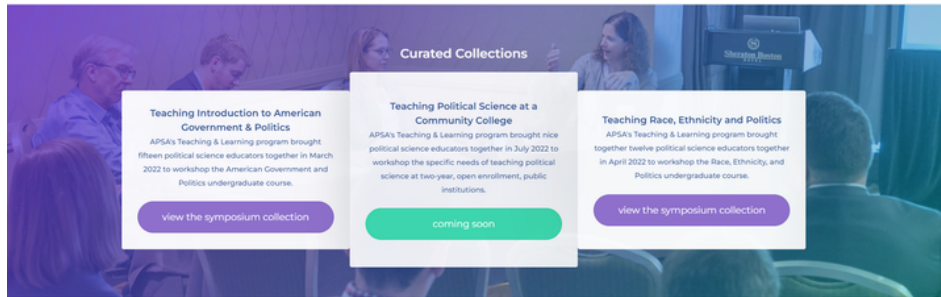 Sheraton Boston
HOTEL
Curated Collections
Teaching Introduction to American
Government & Politics
APSA's Teaching & Learning program brought
fifteen political science educators together in March
2022 to workshop the American Government and
Politics undergraduate course.
view the symposium collection
Teaching Political Science at a
Community College
APSA's Teaching & Learning program brought nice
political science educators together in July 2022 to
workshop the specific needs of teaching political
science at two-year, open enrollment, public
institutions.
coming soon
Teaching Race, Ethnicity and Politics
APSA's Teaching & Learning program brought
together twelve political science educators together
in April 2022 to workshop the Race, Ethnicity, and
Politics undergraduate course.
view the symposium collection